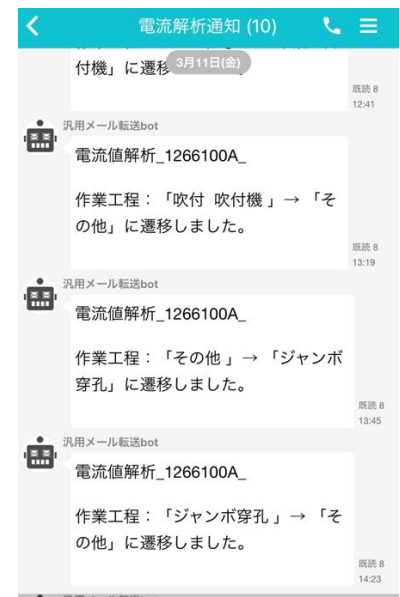 電流解析通知 (10)
3月11日(金)
付機」に遷移
既読 8
12:41
汎用メール転送bot
電流値解析_1266100A_
作業工程：「吹付 吹付機 」→ 「そ
の他」に遷移しました。
既読 8
13:19
汎用メール転送bot
電流値解析_1266100A_
作業工程：「その他 」→ 「ジャンボ
穿孔」に遷移しました。
既読 8
13:45
汎用メール転送bot
電流値解析_1266100A_
作業工程：「ジャンボ穿孔 」→ 「そ
の他」に遷移しました。
既読 8
14:23